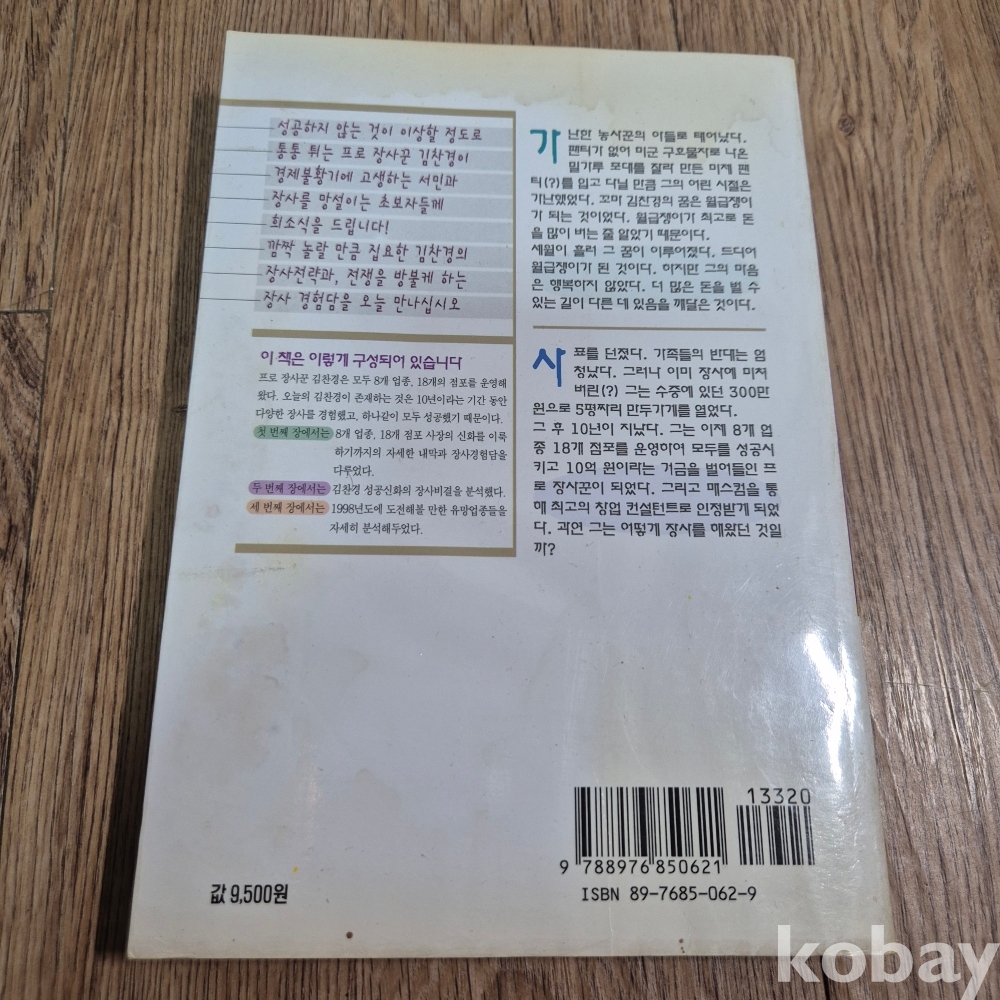 성공하지 않는 것이 이상할 정도로
통통 튀는 프로 장사꾼 김찬경이
경제불황기에 고생하는 서민과
장사를 망설이는 초보자들께
희소식을 드립니다!
깜짝 놀랄 만큼 집요한 김찬경의
장사전략과, 전쟁을 방불케 하는
장사 경험담을 오늘 만나십시오
이 책은 이렇게 구성되어 있습니다
프로 장사꾼 김찬경은 모두 8개 업종, 18개의 점포를 운영해
왔다. 오늘의 김찬경이 존재하는 것은 10년이라는 기간 동안
다양한 장사를 경험했고, 하나같이 모두 성공했기 때문이다.
첫 번째 장에서는 8개 업종, 18개 점포 사장의 신화를 이룩
하기까지의 자세한 내막과 장사경험담을
다루었다.
두 번째 장에서는 김찬경 성공신화의 장사비결을 분석했다.
세 번째 장에서는 1998년도에 도전해볼 만한 유망업종들을
자세히 분석해두었다.
가난한 농사꾼의 아들로 태어났다.
팬티가 없어 미군 구호물자로 나온
밀가루 포대를 잘라 만든 미제 팬
티(?)를 입고 다닐 만큼 그의 어린 시절은
가난했었다. 꼬마 김찬경의 꿈은 월급쟁이
가 되는 것이었다. 월급쟁이가 최고로 돈
을 많이 버는 줄 알았기 때문이다.
세월이 흘러 그 꿈이 이루어졌다. 드디어
월급쟁이가 된 것이다. 하지만 그의 마음
은 행복하지 않았다. 더 많은 돈을 벌 수
있는 길이 다른 데 있음을 깨달은 것이다.
사표를 던졌다. 가족들의 반대는 엄
청났다. 그러나 이미 장사에 미쳐
버린(?) 그는 수중에 있던 300만
원으로 5평짜리 만두가게를 열었다.
그 후 10년이 지났다. 그는 이제 8개 업
종 18개 점포를 운영하여 모두를 성공시
키고 10억 원이라는 거금을 벌어들인 프
로 장사꾼이 되었다. 그리고 매스컴을 통
해 최고의 창업 컨설턴트로 인정받게 되었
다. 과연 그는 어떻게 장사를 해왔던 것일
까?
13320
9 788976 850621
ISBN 89-7685-062-9
값 9,500원
kobay